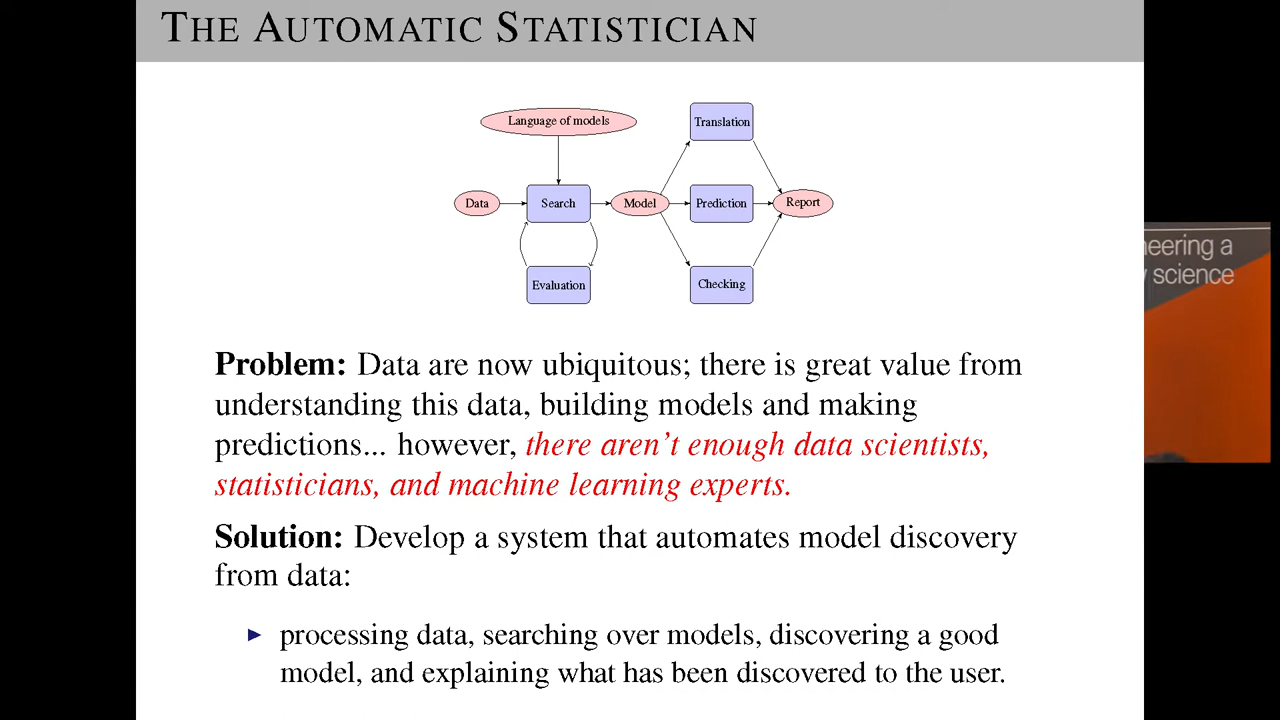 THE AUTOMATIC STATISTICIAN
Language of models
Translation
Data
Search
Model
Prediction
Report
Evaluation
Checking
Problem: Data are now ubiquitous; there is great value from
understanding this data, building models and making
predictions... however, there aren't enough data scientists,
statisticians, and machine learning experts.
Solution: Develop a system that automates model discovery
from data:
▶ processing data, searching over models, discovering a good
model, and explaining what has been discovered to the user.
neering a
science